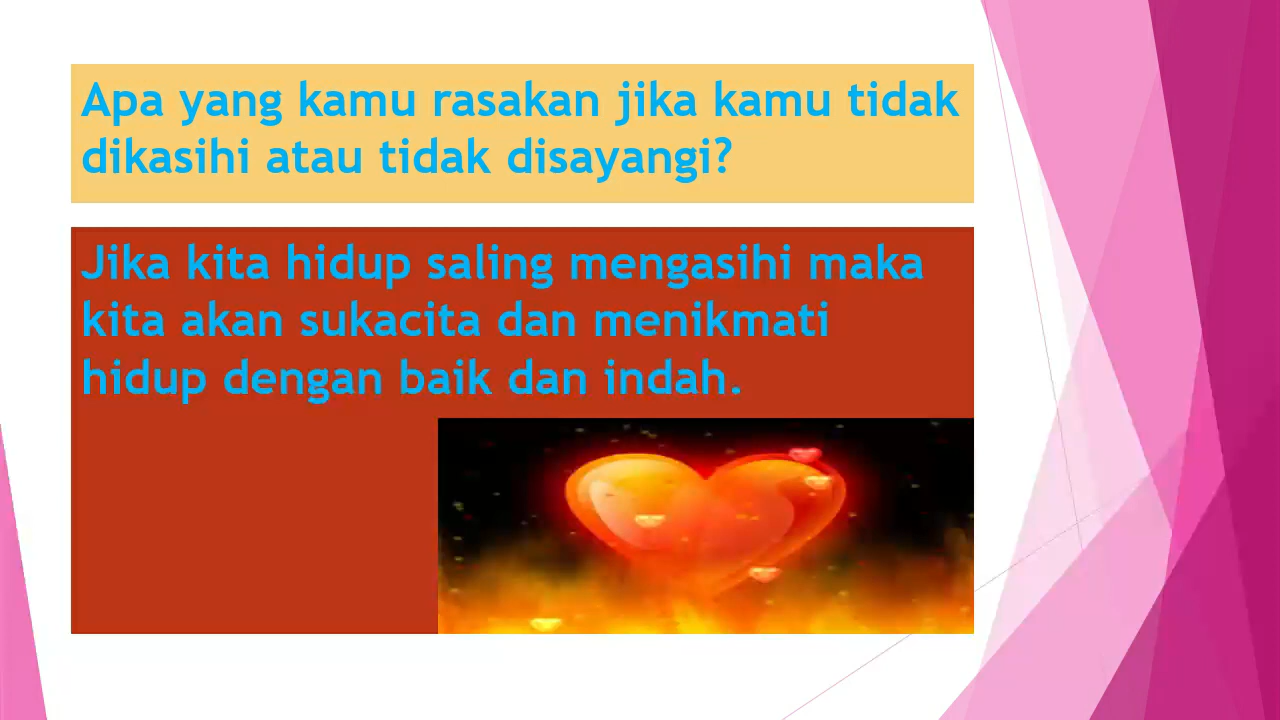 Apa yang kamu rasakan jika kamu tidak
dikasihi atau tidak disayangi?
Jika kita hidup saling mengasihi maka
kita akan sukacita dan menikmati
hidup dengan baik dan indah.